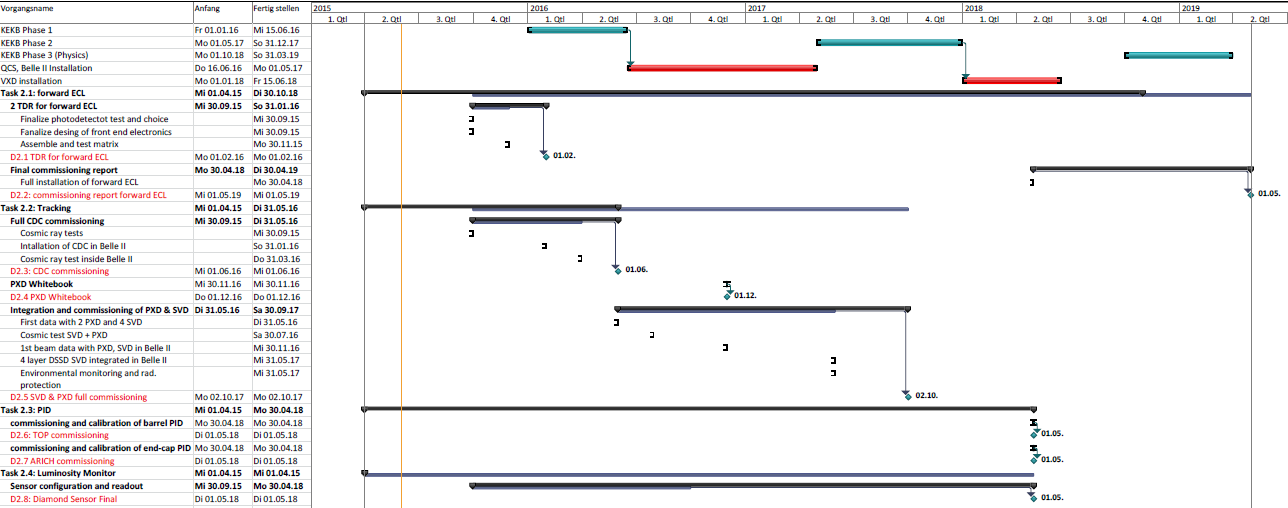 Vorgangsname Anfang Fertig stellen 2015 2016 2017 2018 2019
1. Qtl 2. Qtl 4. Qtl 1. Qtl 2. Qtl 3. Qtl 4. Qtl 1. Qtl 2. Qtl 4. Qtl 1. Qtl 2. Qtl 3. Qtl 4. Qtl 1. Qtl 2. Qtl
KEKB Phase 1 Fr 01.01.16 Mi 15.06.16
KEKB Phase 2 Mo 01.05.17 So 31.12.17
KEKB Phase 3 (Physics) Mo 01.10.18 So 31.03.19
QCS, Belle II Installation Do 16.06.16 Mo 01.05.17
VXD installation Mo 01.01.18 Fr 15.06.18
Task 2.1: forward ECL Mi 01.04.15 Di 30.10.18
2 TDR for forward ECL Mi 30.09.15 So 31.01.16
Finalize photodetectot test and choice Mi 30.09.15
Fanalize desing of front end electronics Mi 30.09.15
Assemble and test matrix Mo 30.11.15
D2.1 TDR for forward ECL Mo 01.02.16 Mo 01.02.16 01.02.
Final commissioning report Mo 30.04.18 Di 30.04.19
Full installation of forward ECL Mo 30.04.18
D2.2: commissioning report forward ECL Mi 01.05.19 Mi 01.05.19 01.05.
Task 2.2: Tracking Mi 01.04.15 Di 31.05.16
Full CDC commissioning Mi 30.09.15 Di 31.05.16
Cosmic ray tests Mi 30.09.15
Intallation of CDC in Belle II So 31.01.16
Cosmic ray test inside Belle II Do 31.03.16
D2.3: CDC commissioning Mi 01.06.16 Mi 01.06.16 01.06.
PXD Whitebook Mi 30.11.16 Mi 30.11.16
D2.4 PXD Whitebook Do 01.12.16 Do 01.12.16 01.12.
Integration and commissioning of PXD & SVD Di 31.05.16 Sa 30.09.17
First data with 2 PXD and 4 SVD Di 31.05.16
Cosmic test SVD + PXD Sa 30.07.16
1st beam data with PXD, SVD in Belle II Mi 30.11.16
4 layer DSSD SVD integrated in Belle II Mi 31.05.17
Environmental monitoring and rad. Mi 31.05.17
protection
D2.5 SVD & PXD full commissioning Mo 02.10.17 Mo 02.10.17 02.10.
Task 2.3: PID Mi 01.04.15 Mo 30.04.18
commissioning and calibration of barrel PID Mo 30.04.18 Mo 30.04.18
D2.6: TOP commissioning Di 01.05.18 Di 01.05.18 01.05.
commissioning and calibration of end-cap PID Mo 30.04.18 Mo 30.04.18
D2.7 ARICH commissioning Di 01.05.18 Di 01.05.18 01.05.
Task 2.4: Luminosity Monitor Mi 01.04.15 Mi 01.04.15
Sensor configuration and readout Mi 30.09.15 Mo 30.04.18
D2.8: Diamond Sensor Final Di 01.05.18 Di 01.05.18 01.05.